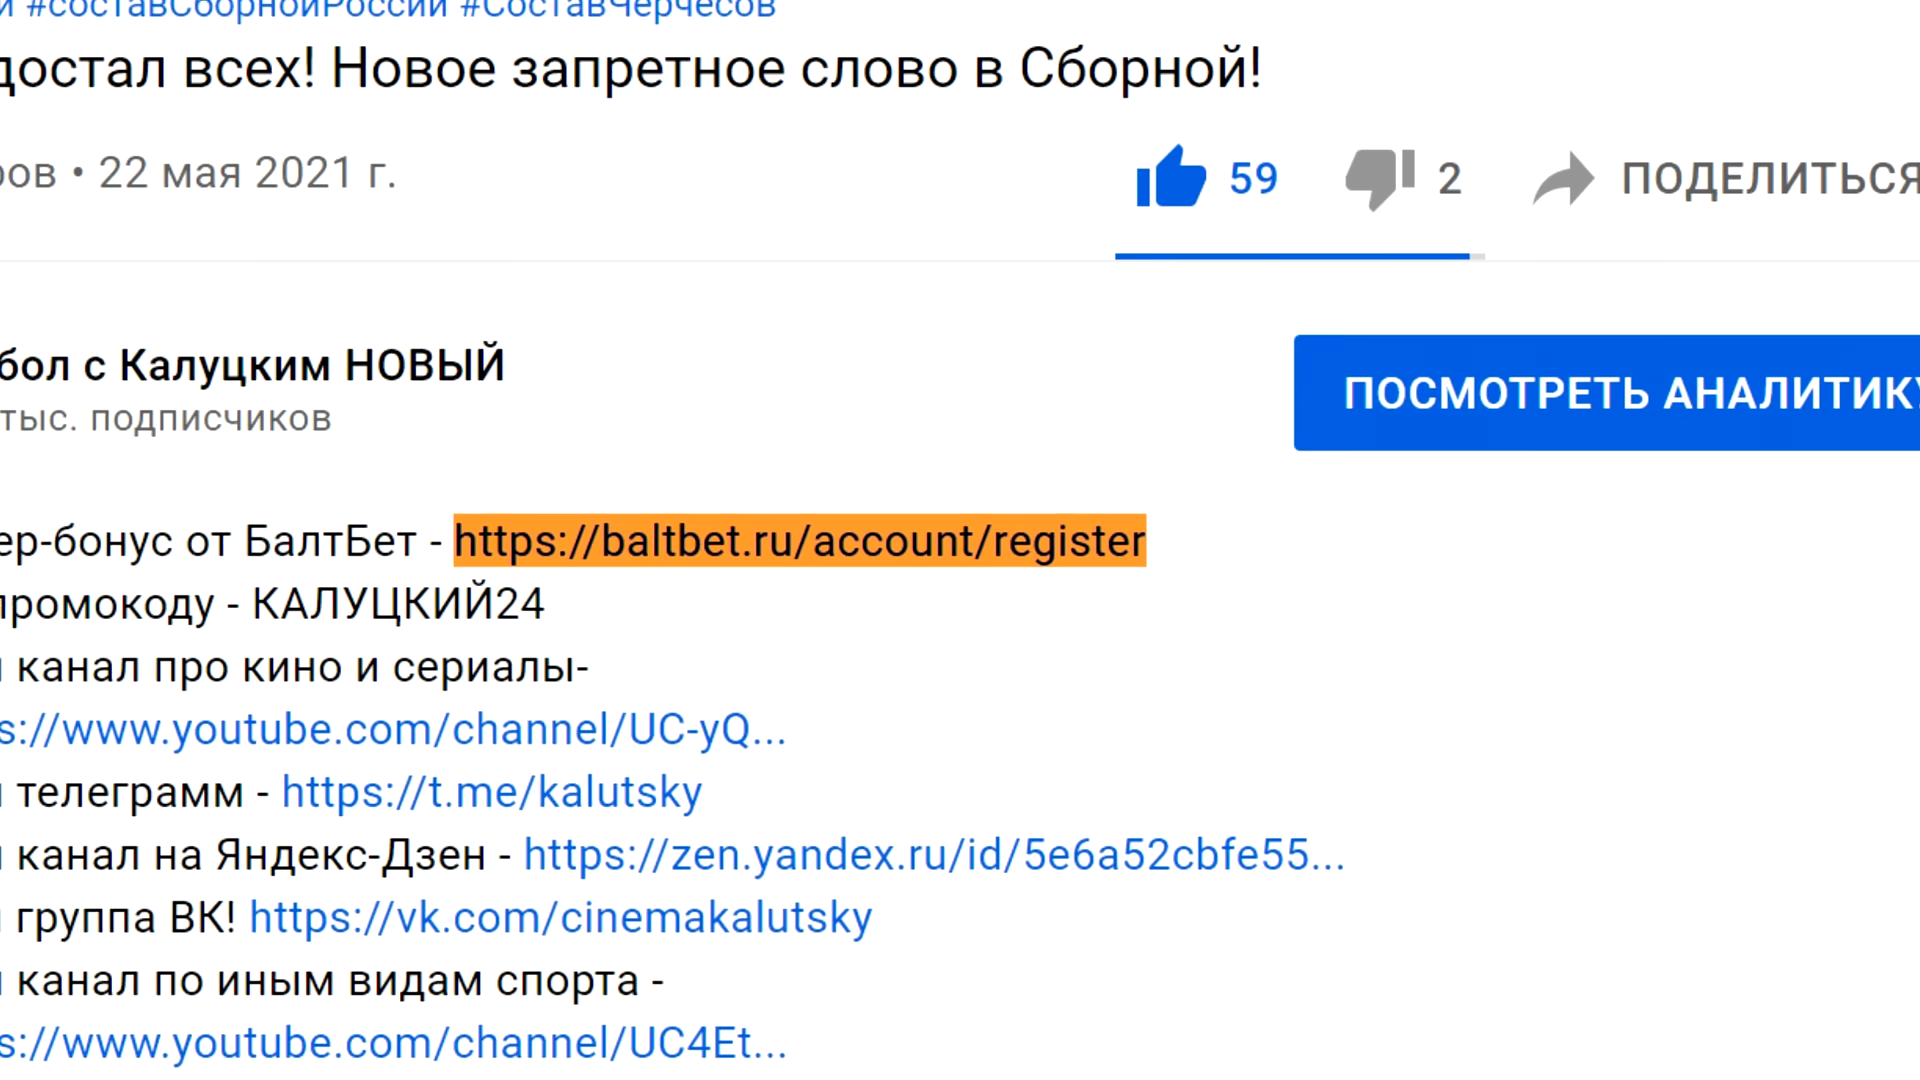 #составСборнойРоссии #СоставЧерчесов
достал всех! Новое запретное слово в Сборной!
• 22 мая 2021 г.
59 2 ПОДЕЛИТЬСЯ
с Калуцким НОВЫЙ
тыс. подписчиков
ПОСМОТРЕТЬ АНАЛИТИКУ
ер-бонус от БалтБет - https://baltbet.ru/account/register
промокоду - КАЛУЦКИЙ24
канал про кино и сериалы-
s://www.youtube.com/channel/UC-yQ...
телеграмм - https://t.me/kalutsky
канал на Яндекс-Дзен - https://zen.yandex.ru/id/5e6a52cbfe55...
группа ВК! https://vk.com/cinemakalutsky
канал по иным видам спорта -
s://www.youtube.com/channel/UC4Et...